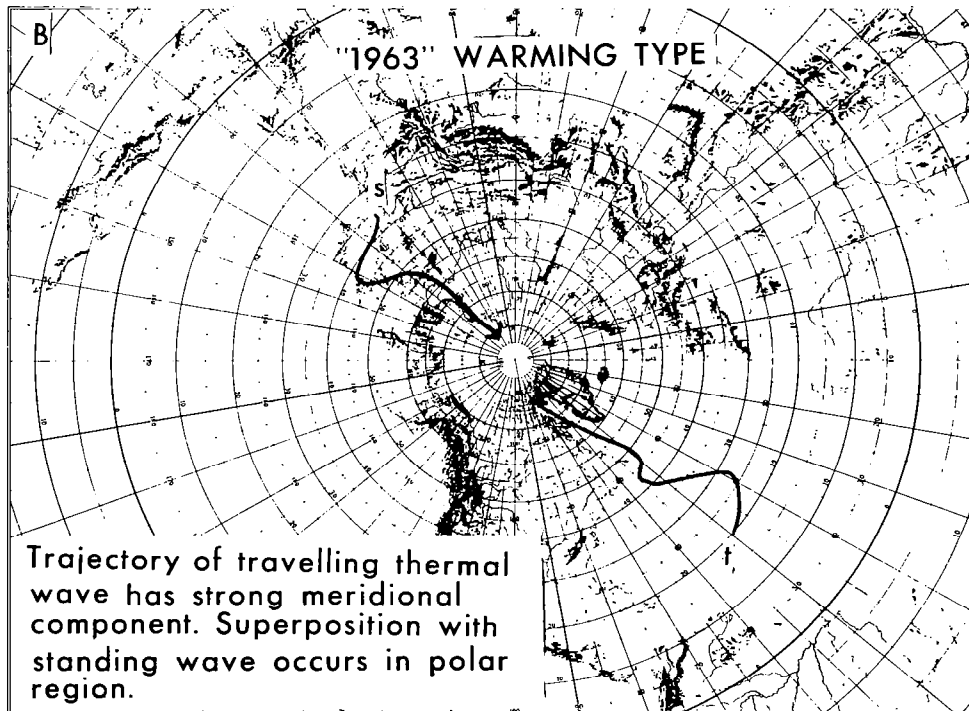 B
"1963" WARMING TYPE
s
t
Trajectory of travelling thermal
wave has strong meridional
component. Superposition with
standing wave occurs in polar
region.